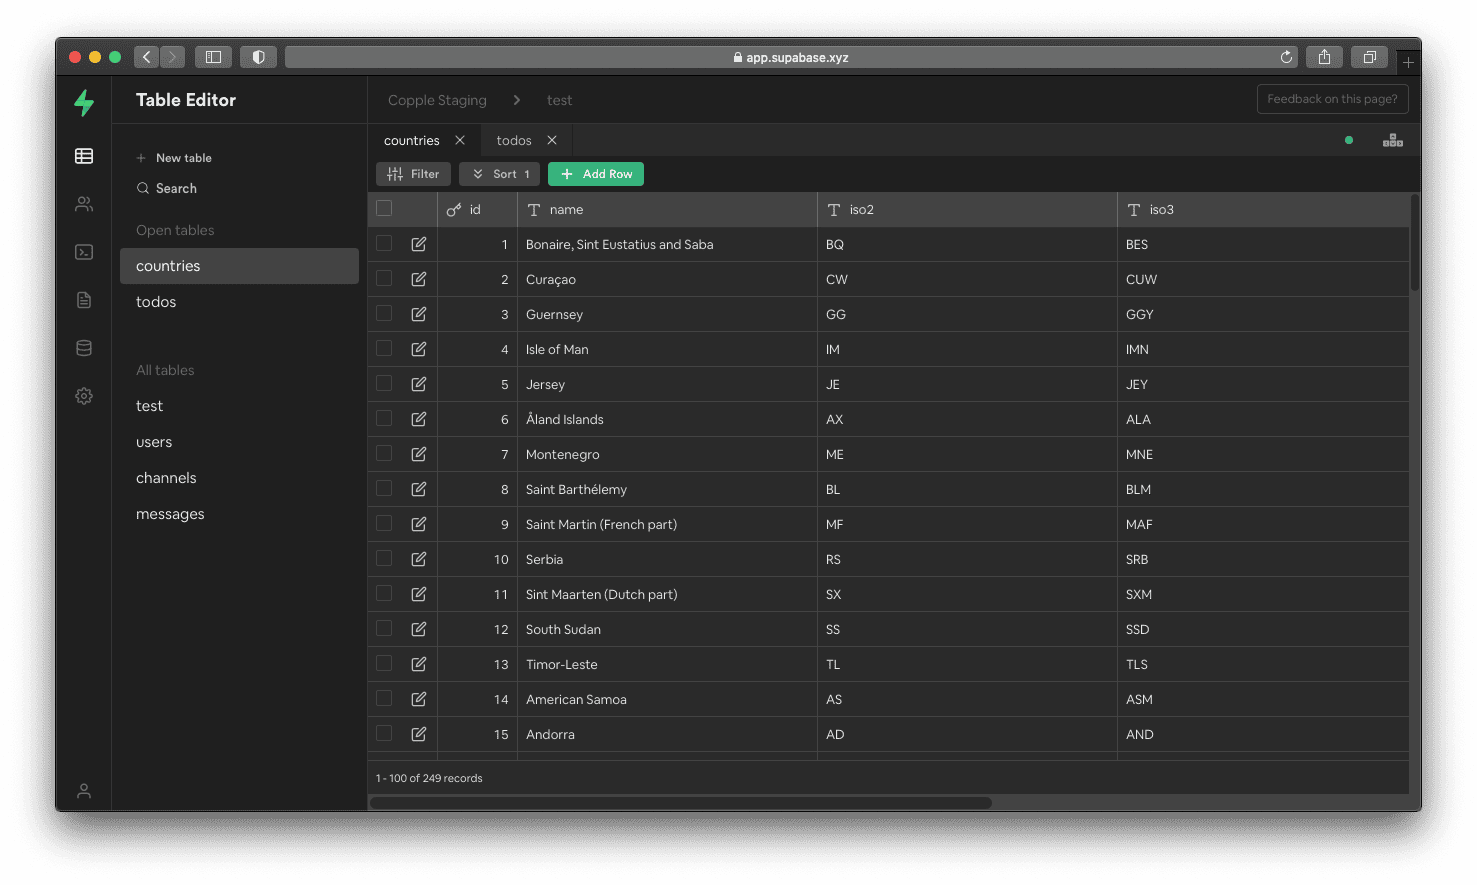 app.supabase.xyz
Table Editor
Copple Staging > test
Feedback on this page?
+ New table
Search
Open tables
countries
todos
All tables
test
users
channels
messages
countries todos
Filter Sort 1 + Add Row
id name iso2 iso3
1 Bonaire, Sint Eustatius and Saba BQ BES
2 Curaçao CW CUW
3 Guernsey GG GGY
4 Isle of Man IM IMN
5 Jersey JE JEY
6 Åland Islands AX ALA
7 Montenegro ME MNE
8 Saint Barthélemy BL BLM
9 Saint Martin (French part) MF MAF
10 Serbia RS SRB
11 Sint Maarten (Dutch part) SX SXM
12 South Sudan SS SSD
13 Timor-Leste TL TLS
14 American Samoa AS ASM
15 Andorra AD AND
1 - 100 of 249 records